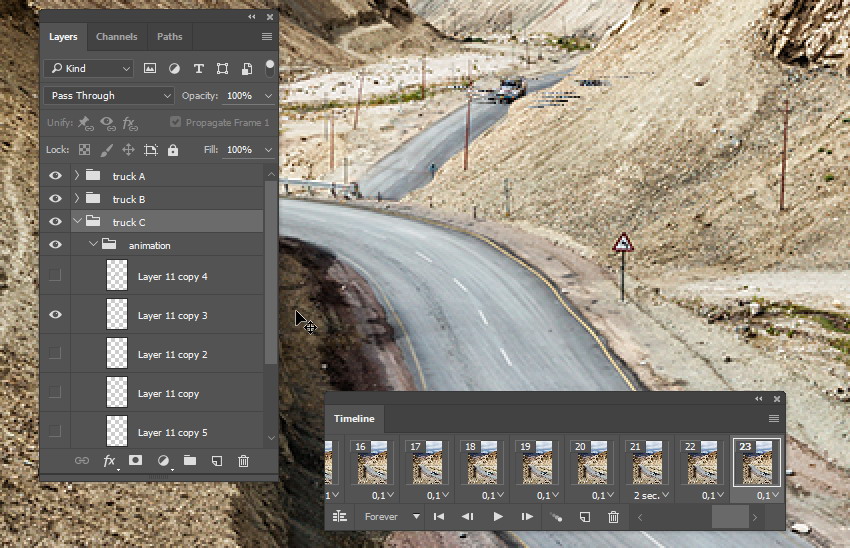 Layers Channels Paths
Kind
Pass Through Opacity: 100%
Unify: Propagate Frame 1
Lock: Fill: 100%
truck A
truck B
truck C
animation
Layer 11 copy 4
Layer 11 copy 3
Layer 11 copy 2
Layer 11 copy
Layer 11 copy 5
fx
Timeline
16 17 18 19 20 21 22 23
0,1 0,1 0,1 0,1 0,1 2 sec. 0,1 0,1
Forever